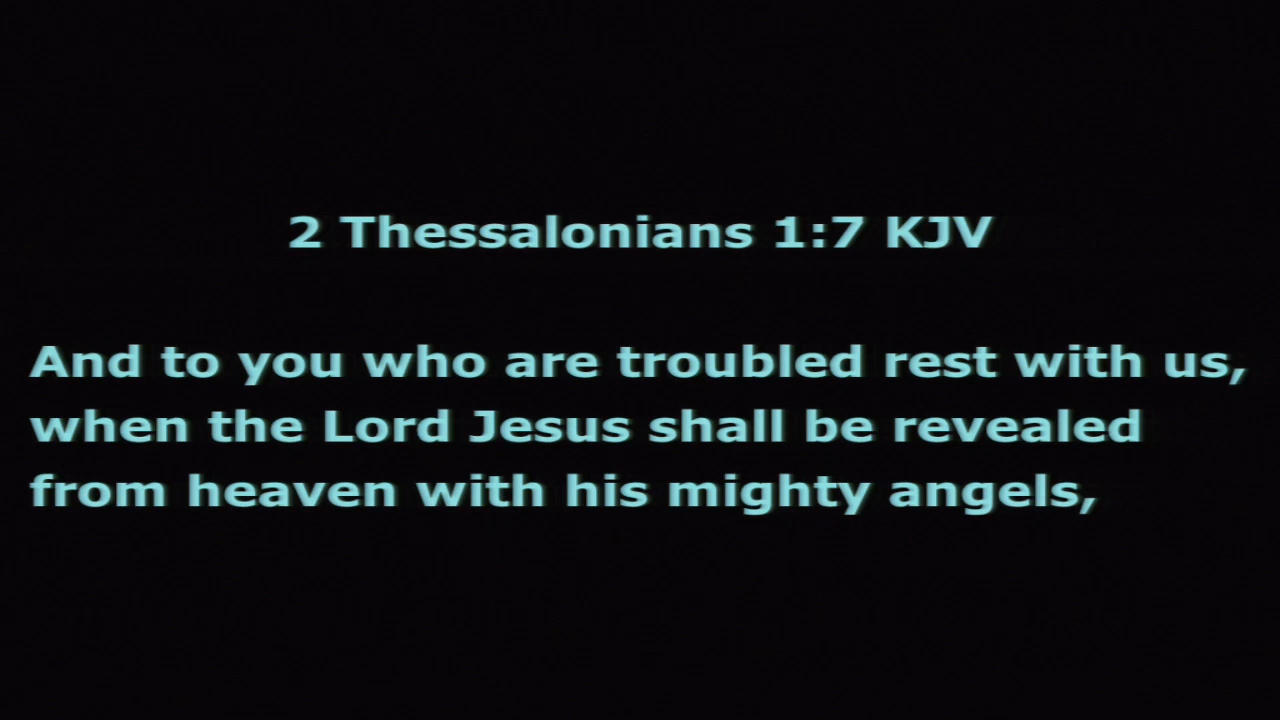 2 Thessalonians 1:7 KJV
And to you who are troubled rest with us,
when the Lord Jesus shall be revealed
from heaven with his mighty angels,